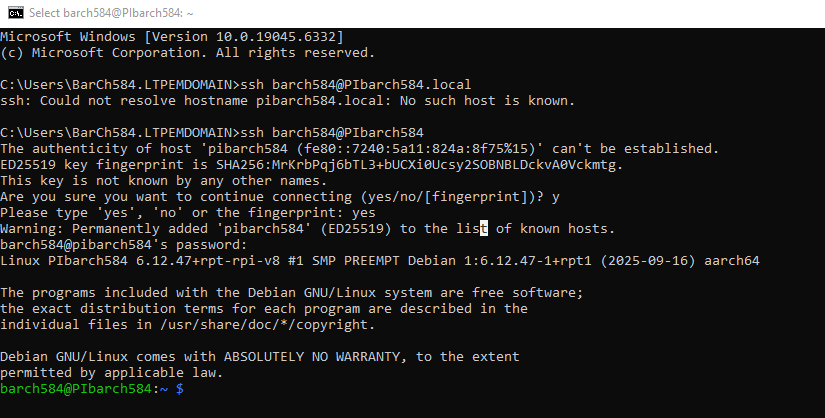 Select barch584@PIbarch584: ~
Microsoft Windows [Version 10.0.19045.6332]
(c) Microsoft Corporation. All rights reserved.
C:\Users\BarCh584.LTPEMDOMAIN>ssh barch584@PIbarch584.local
ssh: Could not resolve hostname pibarch584.local: No such host is known.
C:\Users\BarCh584.LTPEMDOMAIN>ssh barch584@PIbarch584
The authenticity of host 'pibarch584 (fe80::7240:5a11:824a:8f75%15)' can't be established.
ED25519 key fingerprint is SHA256:MrKrbPqj6bTL3+bUCXi0Ucsy2SOBNBLDckvA0Vckmtg.
This key is not known by any other names.
Are you sure you want to continue connecting (yes/no/[fingerprint])? y
Please type 'yes', 'no' or the fingerprint: yes
Warning: Permanently added 'pibarch584' (ED25519) to the list of known hosts.
barch584@pibarch584's password:
Linux PIbarch584 6.12.47+rpt-rpi-v8 #1 SMP PREEMPT Debian 1:6.12.47-1+rpt1 (2025-09-16) aarch64
The programs included with the Debian GNU/Linux system are free software;
the exact distribution terms for each program are described in the
individual files in /usr/share/doc/*/copyright.
Debian GNU/Linux comes with ABSOLUTELY NO WARRANTY, to the extent
permitted by applicable law.
barch584@PIbarch584:~ $